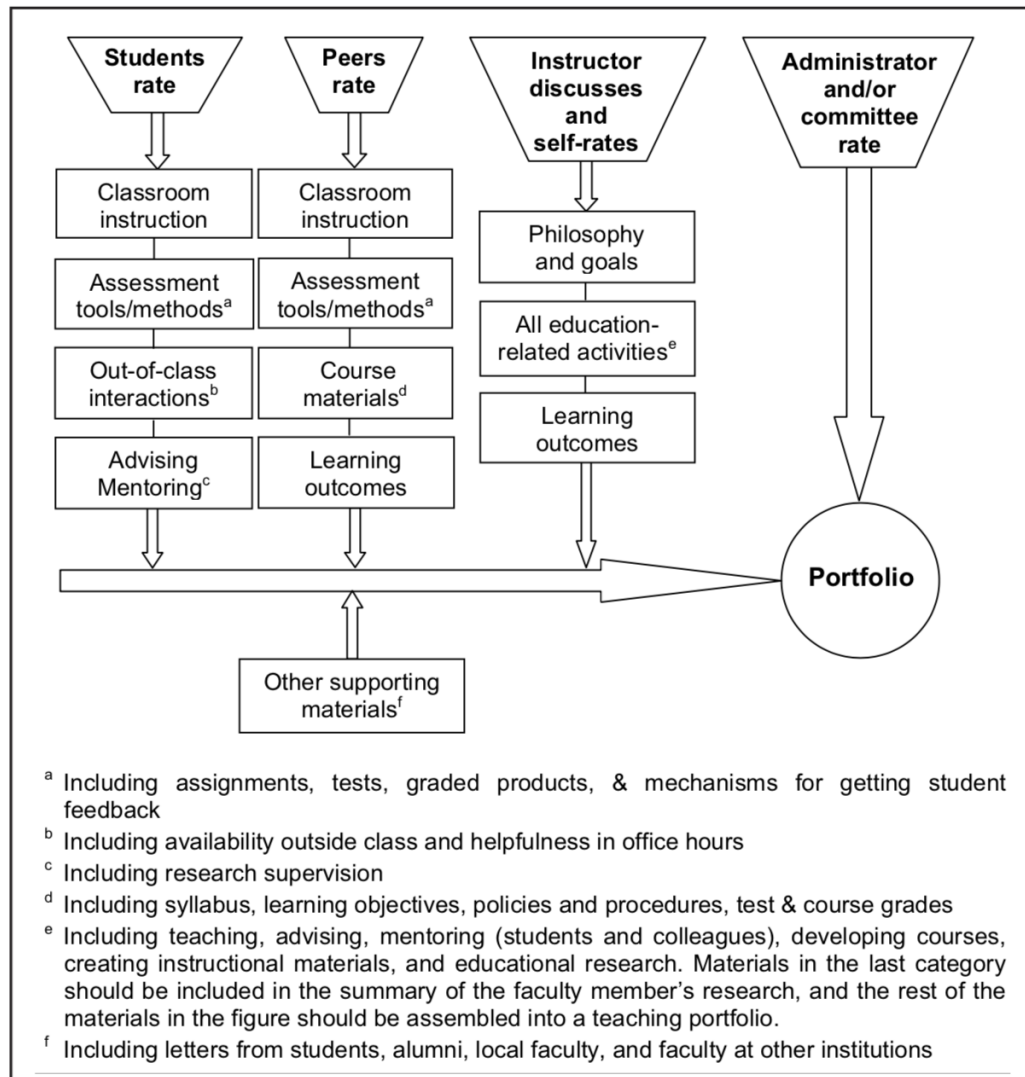 Students
rate
Peers
rate
Instructor
discusses
and
self-rates
Administrator
and/or
committee
rate
Classroom
instruction
Assessment
tools/methodsᵃ
Out-of-class
interactionsᵇ
Advising
Mentoringᶜ
Classroom
instruction
Assessment
tools/methodsᵃ
Course
materialsᵈ
Learning
outcomes
Philosophy
and goals
All education-
related activitiesᵉ
Learning
outcomes
Portfolio
Other supporting
materialsᶠ
ᵃ Including assignments, tests, graded products, & mechanisms for getting student
feedback
ᵇ Including availability outside class and helpfulness in office hours
ᶜ Including research supervision
ᵈ Including syllabus, learning objectives, policies and procedures, test & course grades
ᵉ Including teaching, advising, mentoring (students and colleagues), developing courses,
creating instructional materials, and educational research. Materials in the last category
should be included in the summary of the faculty member's research, and the rest of the
materials in the figure should be assembled into a teaching portfolio.
ᶠ Including letters from students, alumni, local faculty, and faculty at other institutions